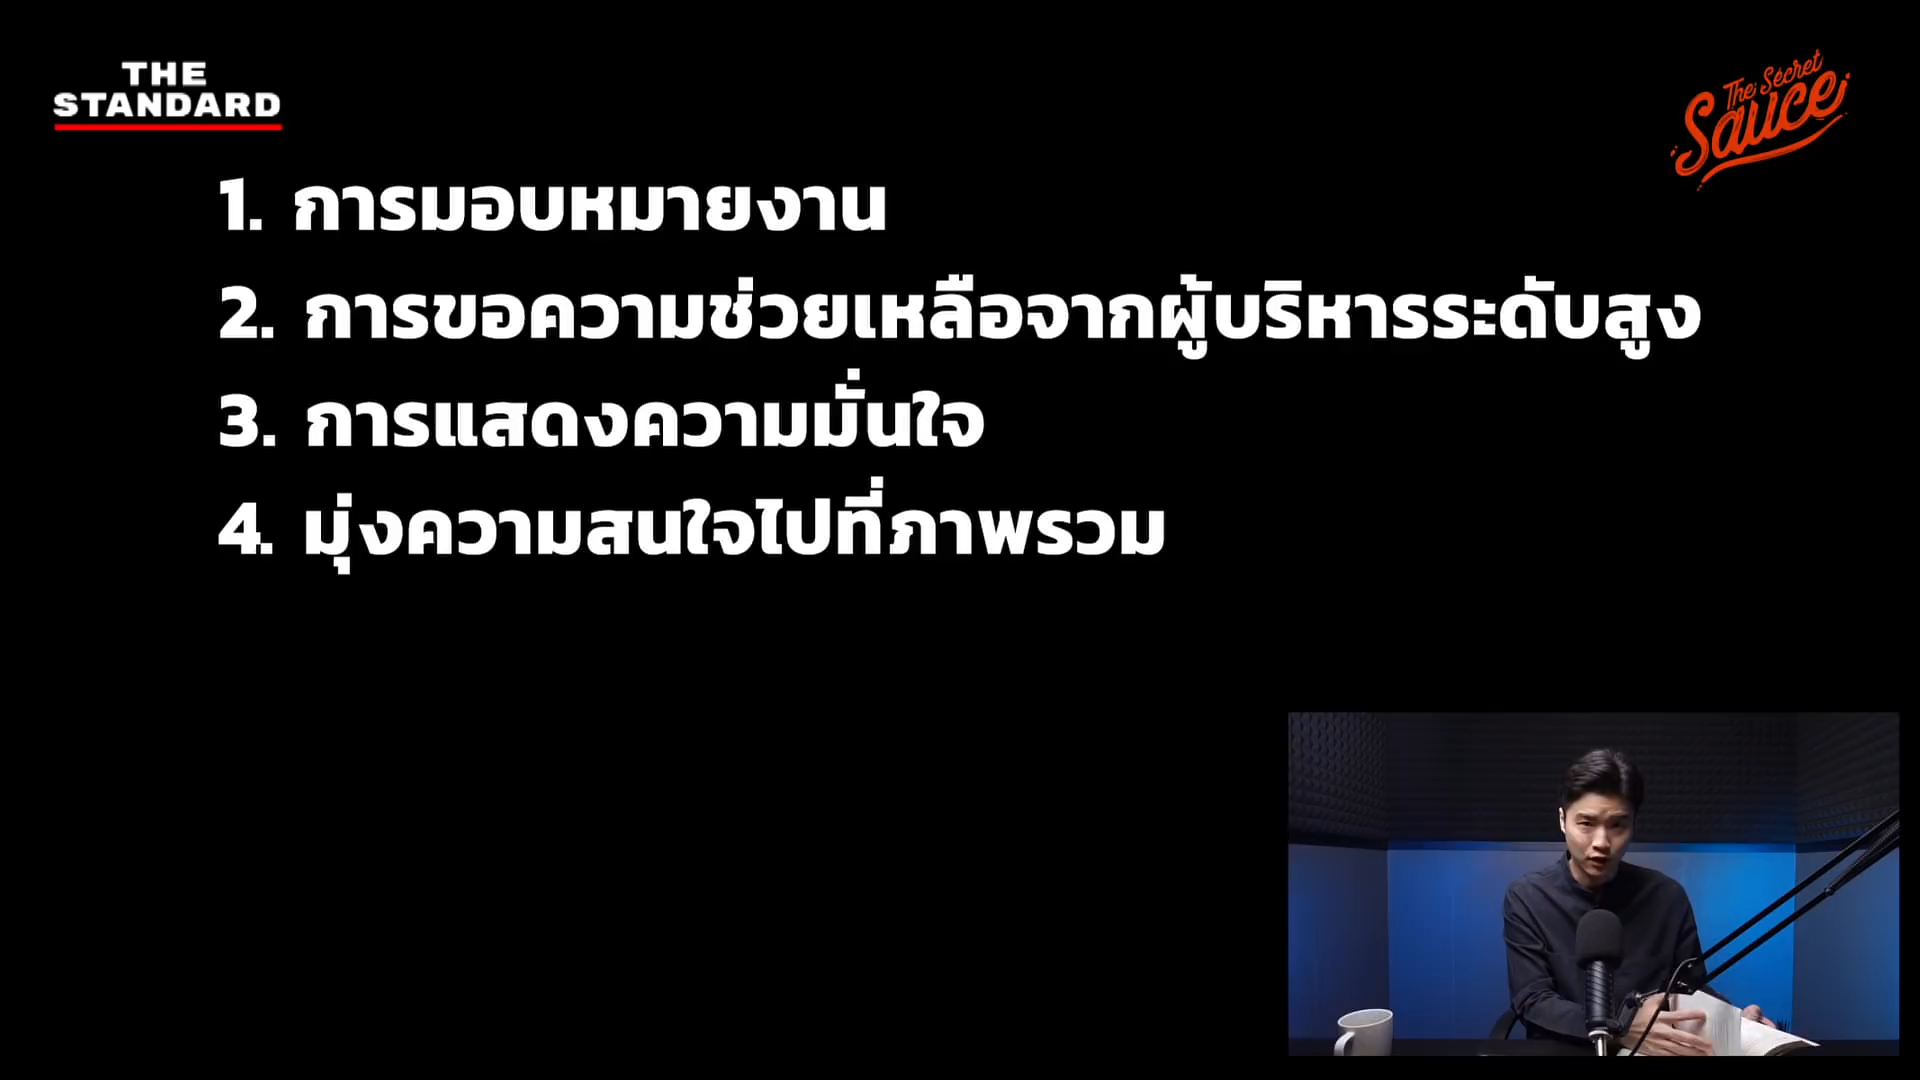 THE
STANDARD
The Secret
Sauce
1. การมอบหมายงาน
2. การขอความช่วยเหลือจากผู้บริหารระดับสูง
3. การแสดงความมั่นใจ
4. มุ่งความสนใจไปที่ภาพรวม